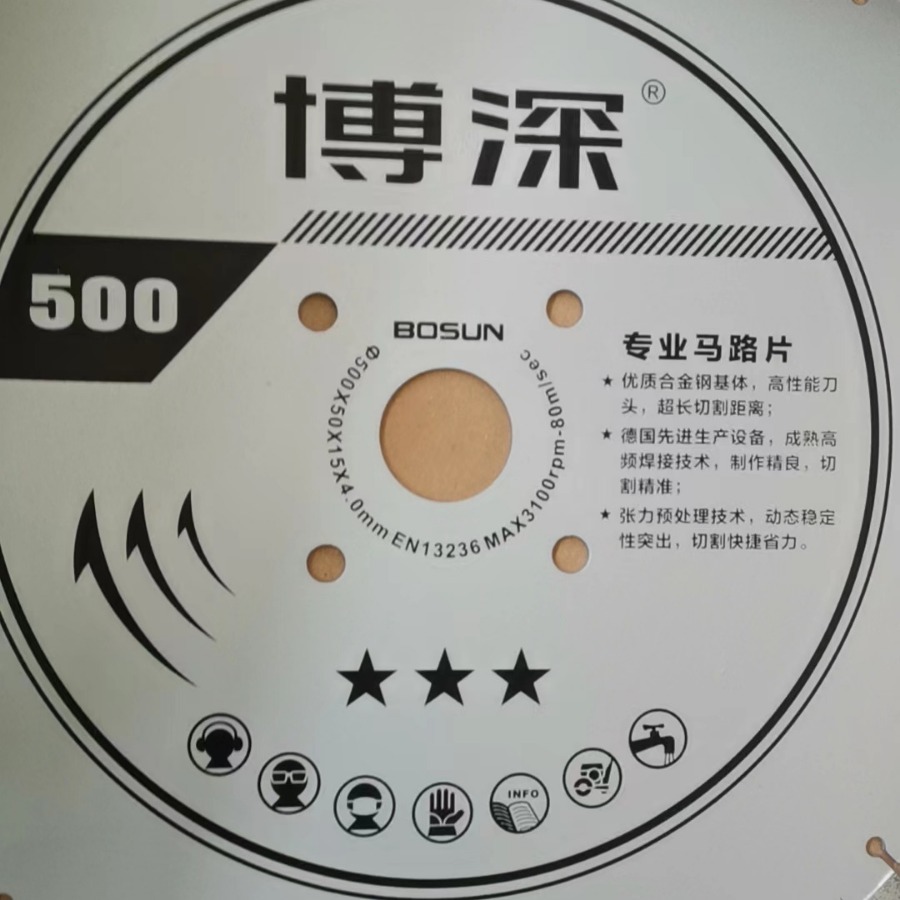 博深®
500
BOSUN
Φ500X50X15X4.0mm EN13236 MAX3100rpm-80m/sec
专业马路片
★ 优质合金钢基体，高性能刀
头，超长切割距离；
★ 德国先进生产设备，成熟高
频焊接技术，制作精良，切
割精准；
★ 张力预处理技术，动态稳定
性突出，切割快捷省力。
INFO